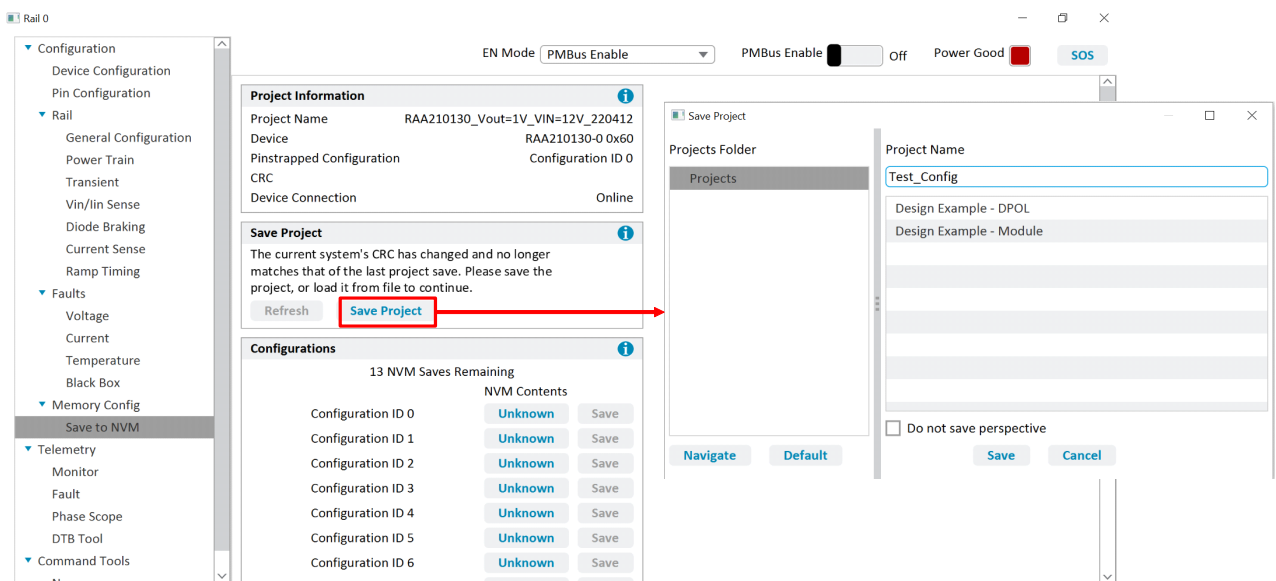 Rail 0
Configuration
Device Configuration
Pin Configuration
Rail
General Configuration
Power Train
Transient
Vin/Iin Sense
Diode Braking
Current Sense
Ramp Timing
Faults
Voltage
Current
Temperature
Black Box
Memory Config
Save to NVM
Telemetry
Monitor
Fault
Phase Scope
DTB Tool
Command Tools
EN Mode PMBus Enable
PMBus Enable Off
Power Good
SOS
Project Information
Project Name RAA210130_Vout=1V_VIN=12V_220412
Device RAA210130-0 0x60
Pinstrapped Configuration Configuration ID 0
CRC
Device Connection Online
Save Project
The current system's CRC has changed and no longer
matches that of the last project save. Please save the
project, or load it from file to continue.
Refresh Save Project
Configurations
13 NVM Saves Remaining
NVM Contents
Configuration ID 0 Unknown Save
Configuration ID 1 Unknown Save
Configuration ID 2 Unknown Save
Configuration ID 3 Unknown Save
Configuration ID 4 Unknown Save
Configuration ID 5 Unknown Save
Configuration ID 6 Unknown Save
Save Project
Projects Folder
Projects
Navigate Default
Project Name
Test_Config
Design Example - DPOL
Design Example - Module
Do not save perspective
Save Cancel